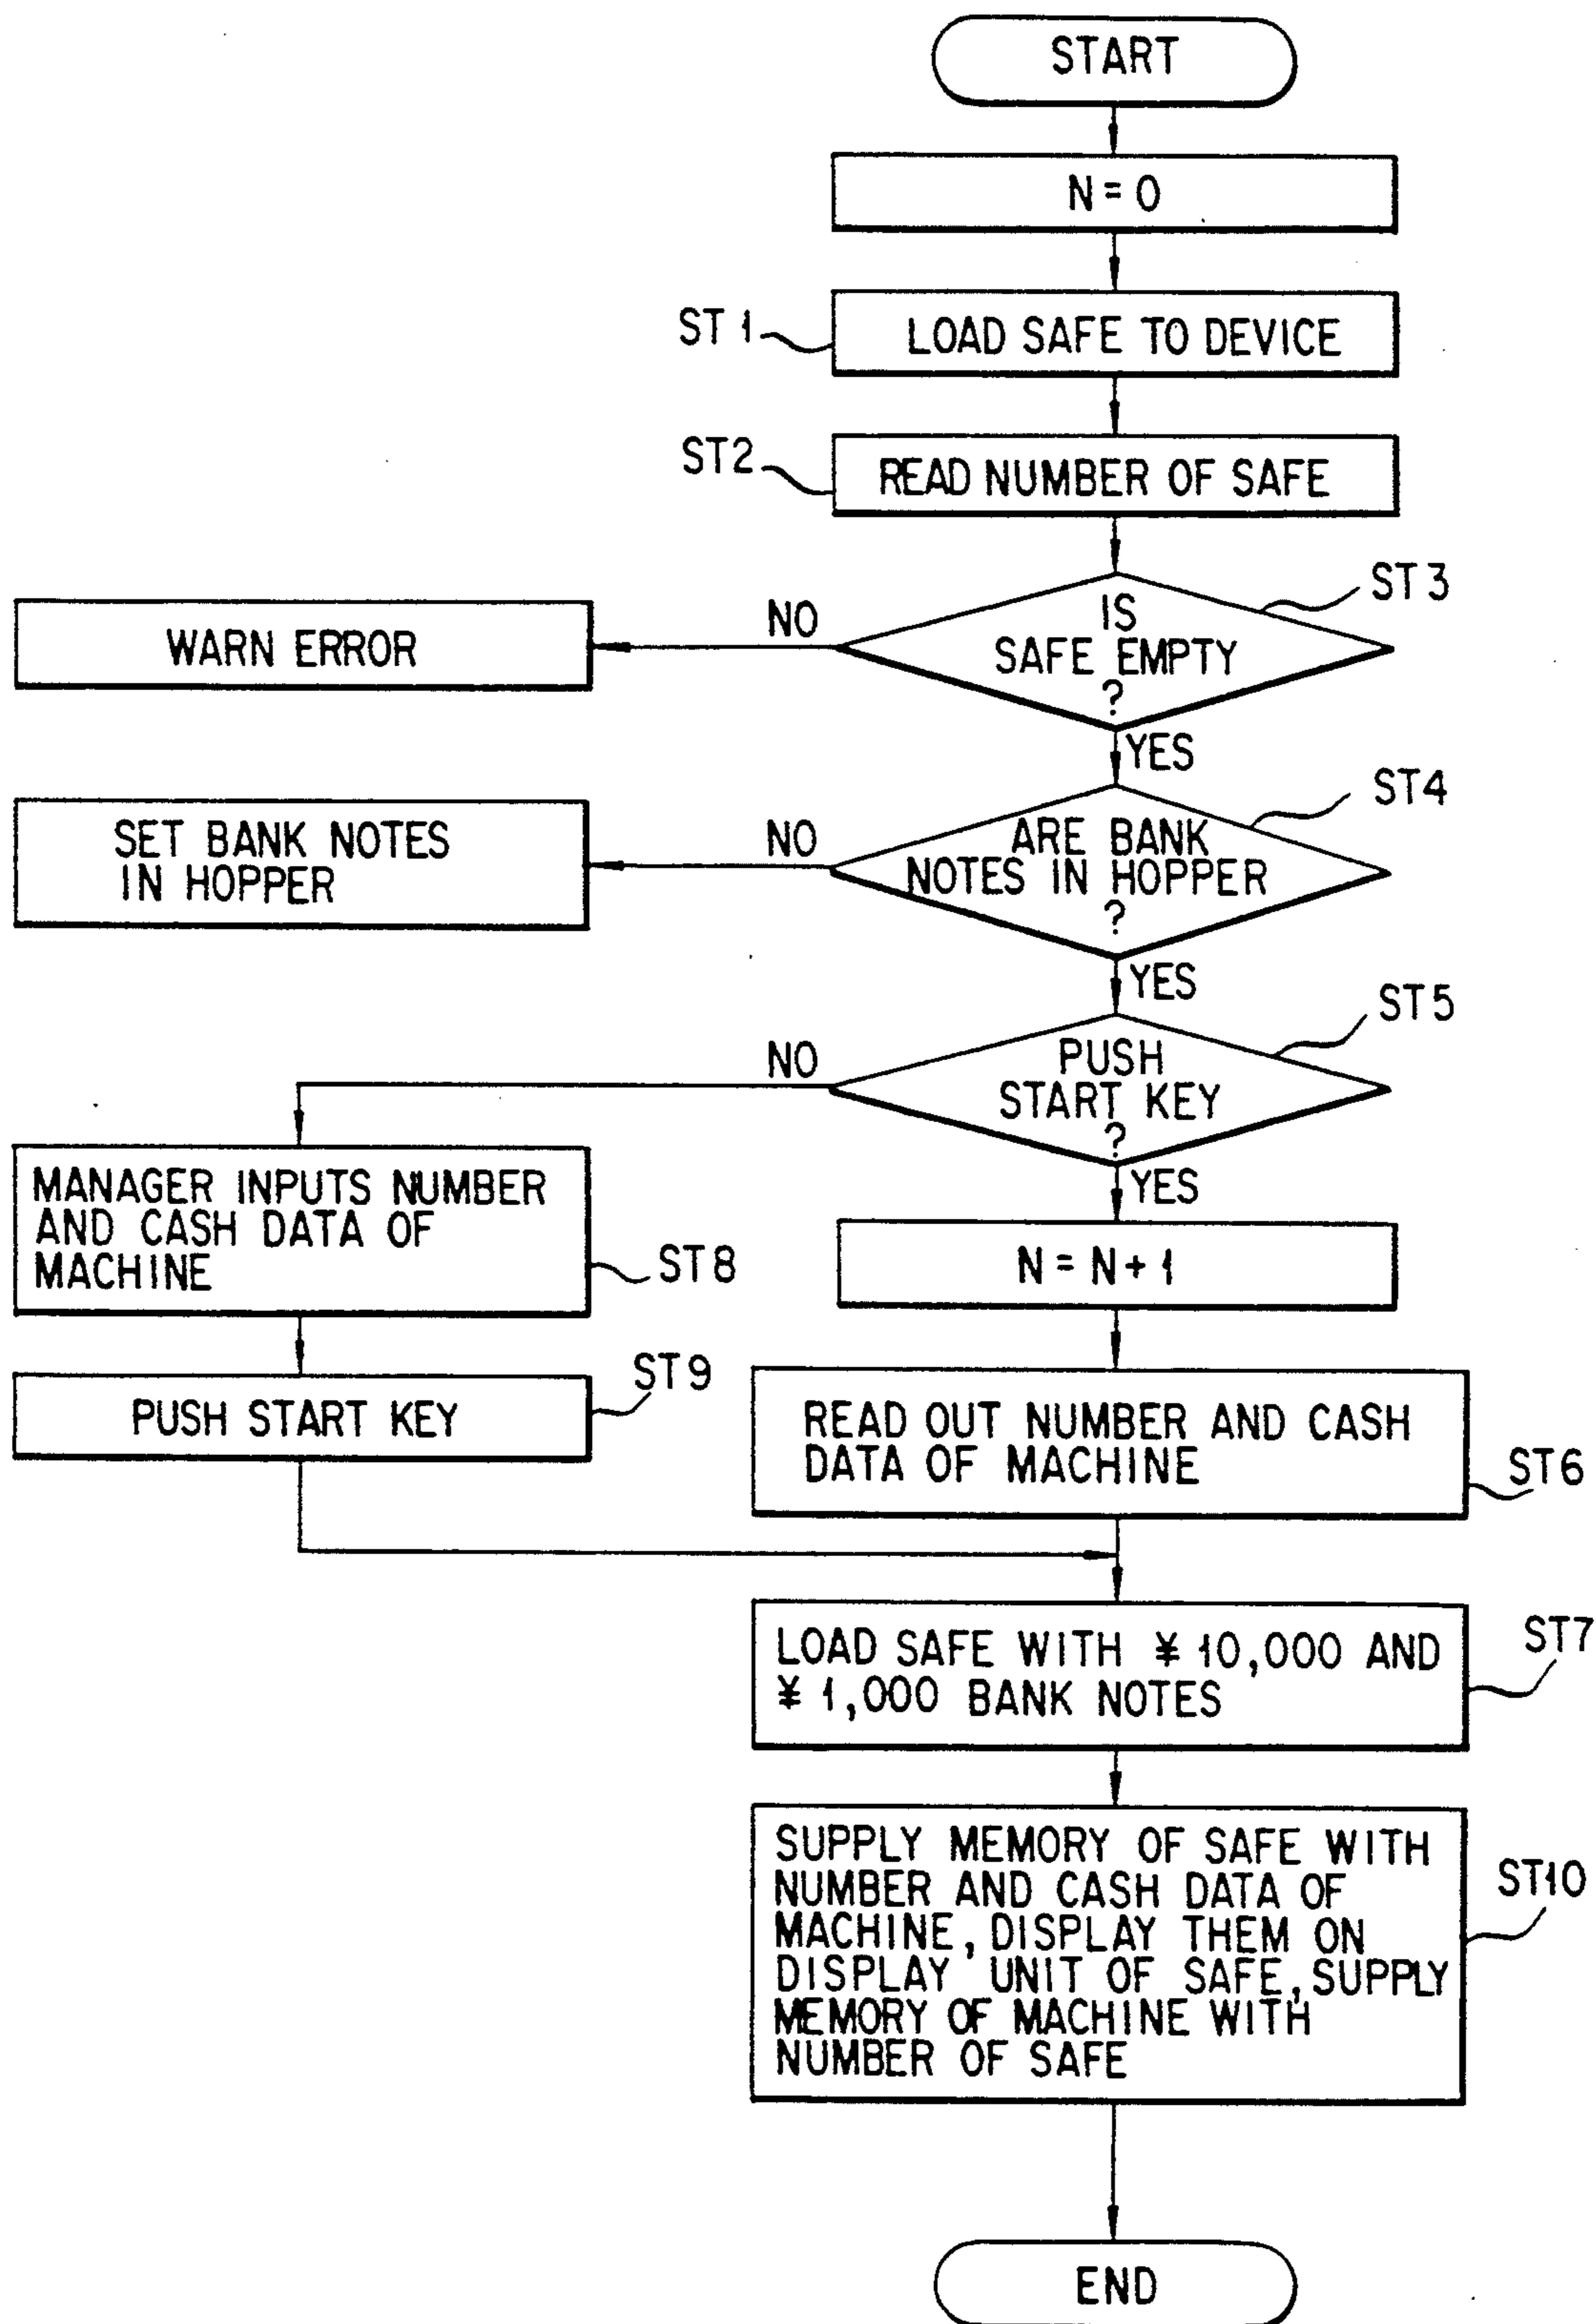 START
N = 0
ST 1
LOAD SAFE TO DEVICE
ST2
READ NUMBER OF SAFE
ST3
IS
SAFE EMPTY
?
NO
WARN ERROR
YES
ST4
ARE BANK
NOTES IN HOPPER
?
NO
SET BANK NOTES
IN HOPPER
YES
ST5
PUSH
START KEY
?
NO
MANAGER INPUTS NUMBER
AND CASH DATA OF
MACHINE
ST8
YES
N = N + 1
PUSH START KEY
ST9
READ OUT NUMBER AND CASH
DATA OF MACHINE
ST6
LOAD SAFE WITH ¥ 10,000 AND
¥ 1,000 BANK NOTES
ST7
SUPPLY MEMORY OF SAFE WITH
NUMBER AND CASH DATA OF
MACHINE, DISPLAY THEM ON
DISPLAY UNIT OF SAFE, SUPPLY
MEMORY OF MACHINE WITH
NUMBER OF SAFE
ST10
END